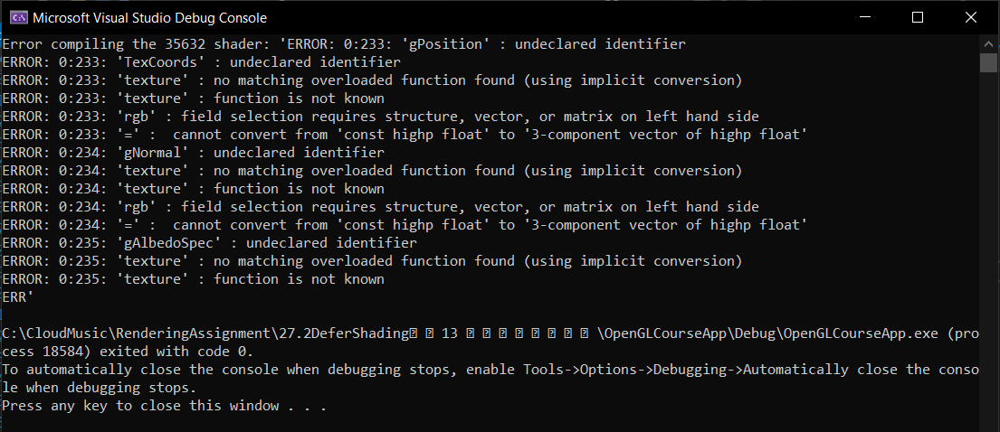 Microsoft Visual Studio Debug Console
Error compiling the 35632 shader: 'ERROR: 0:233: 'gPosition' : undeclared identifier
ERROR: 0:233: 'TexCoords' : undeclared identifier
ERROR: 0:233: 'texture' : no matching overloaded function found (using implicit conversion)
ERROR: 0:233: 'texture' : function is not known
ERROR: 0:233: 'rgb' : field selection requires structure, vector, or matrix on left hand side
ERROR: 0:233: '=' :  cannot convert from 'const highp float' to '3-component vector of highp float'
ERROR: 0:234: 'gNormal' : undeclared identifier
ERROR: 0:234: 'texture' : no matching overloaded function found (using implicit conversion)
ERROR: 0:234: 'texture' : function is not known
ERROR: 0:234: 'rgb' : field selection requires structure, vector, or matrix on left hand side
ERROR: 0:234: '=' :  cannot convert from 'const highp float' to '3-component vector of highp float'
ERROR: 0:235: 'gAlbedoSpec' : undeclared identifier
ERROR: 0:235: 'texture' : no matching overloaded function found (using implicit conversion)
ERROR: 0:235: 'texture' : function is not known
ERR'
C:\CloudMusic\RenderingAssignment\27.2DeferShading 13 \OpenGLCourseApp\Debug\OpenGLCourseApp.exe (pro
cess 18584) exited with code 0.
To automatically close the console when debugging stops, enable Tools->Options->Debugging->Automatically close the conso
le when debugging stops.
Press any key to close this window . . .